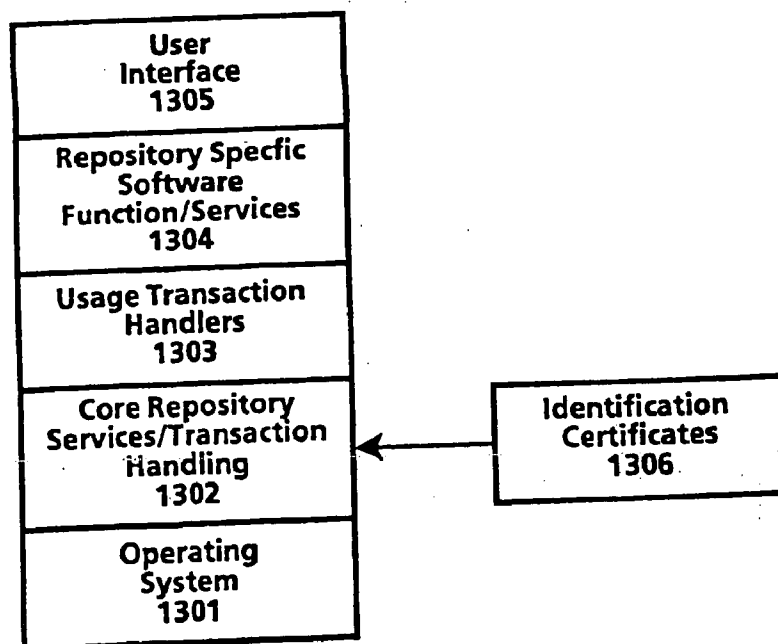 User
Interface
1305
Repository Specfic
Software
Function/Services
1304
Usage Transaction
Handlers
1303
Core Repository
Services/Transaction
Handling
1302
Operating
System
1301
Identification
Certificates
1306